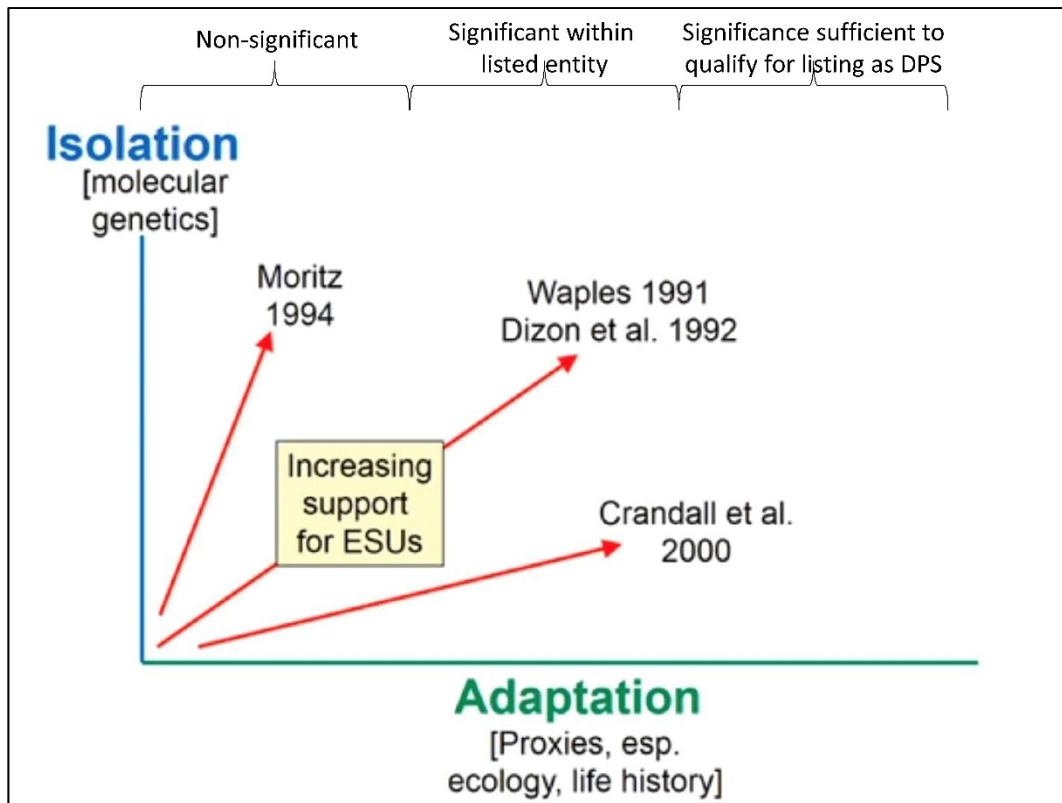 Non-significant
Significant within
listed entity
Significance sufficient to
qualify for listing as DPS
Isolation
[molecular
genetics]
Moritz
1994
Waples 1991
Dizon et al. 1992
Increasing
support
for ESUs
Crandall et al.
2000
Adaptation
[Proxies, esp.
ecology, life history]